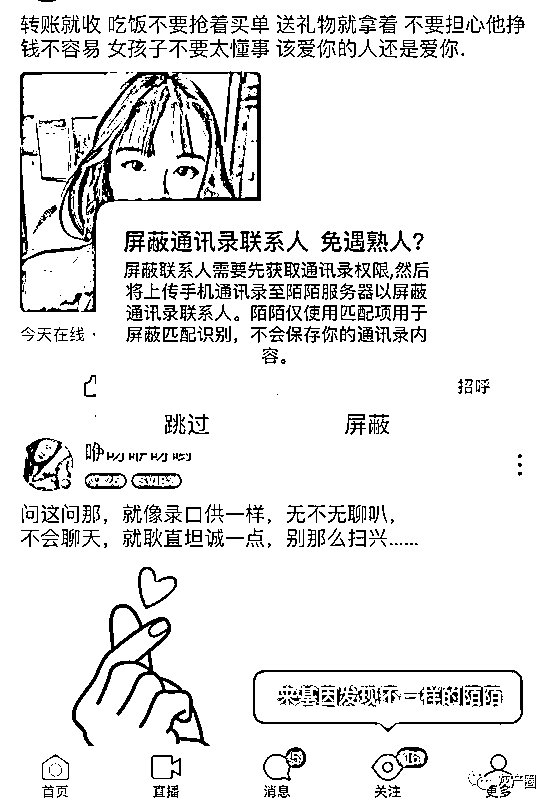 转账就收 吃饭不要抢着买单 送礼物就拿着 不要担心他挣
钱不容易 女孩子不要太懂事 该爱你的人还是爱你.
屏蔽通讯录联系人 免遇熟人?
屏蔽联系人需要先获取通讯录权限,然后
将上传手机通讯录至陌陌服务器以屏蔽
通讯录联系人。陌陌仅使用匹配项用于
屏蔽匹配识别，不会保存你的通讯录内
容。
今天在线
招呼
跳过 屏蔽
问这问那，就像录口供一样，无不无聊叭，
不会聊天，就耿直坦诚一点，别那么扫兴......
来基因发现不一样的陌陌
首页 直播 消息 关注 更多
16
灰产圈